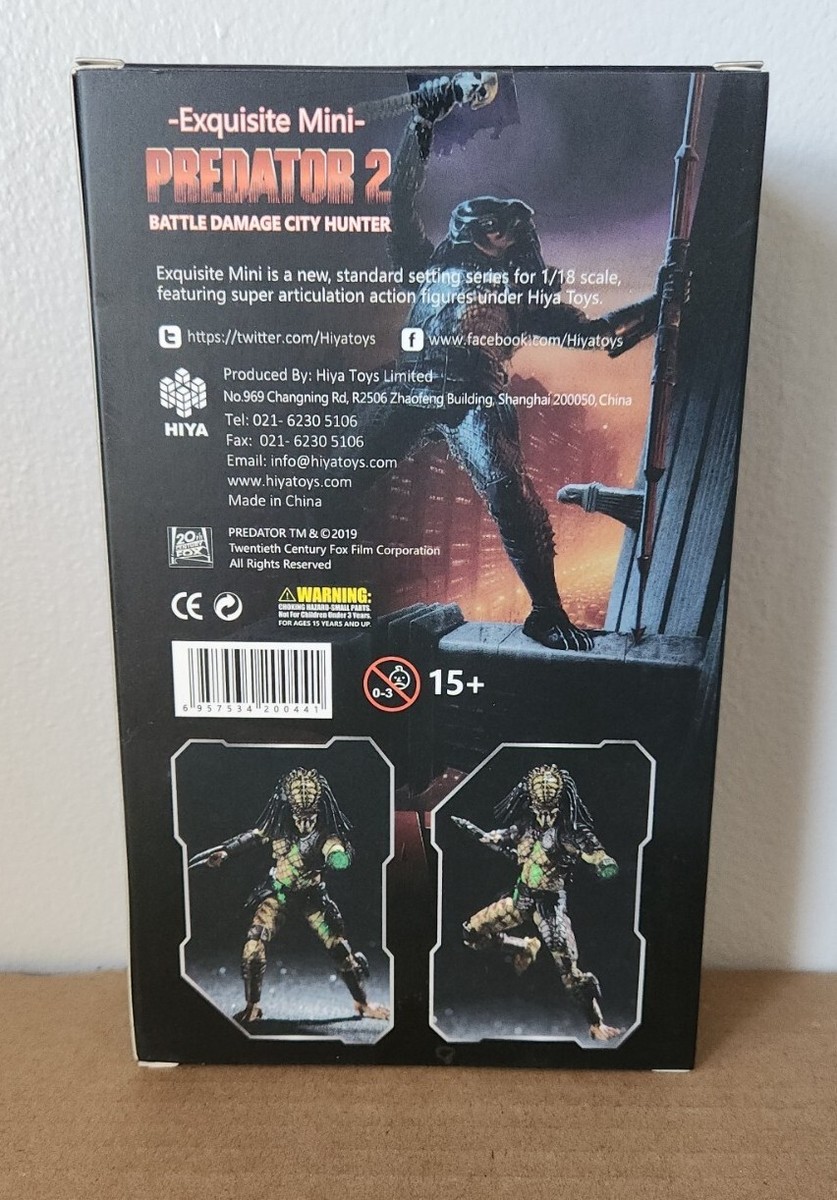 -Exquisite Mini-
PREDATOR 2
BATTLE DAMAGE CITY HUNTER
Exquisite Mini is a new, standard setting series for 1/18 scale,
featuring super articulation action figures under Hiya Toys.
https://twitter.com/Hiyatoys
www.facebook.com/Hiyatoys
HIYA
Produced By: Hiya Toys Limited
No.969 Changning Rd, R2506 Zhaofeng Building, Shanghai 200050, China
Tel: 021- 6230 5106
Fax: 021- 6230 5106
Email: info@hiyatoys.com
www.hiyatoys.com
Made in China
20th
CENTURY
FOX
PREDATOR TM & ©2019
Twentieth Century Fox Film Corporation
All Rights Reserved
CE
WARNING:
CHOKING HAZARD-SMALL PARTS.
Not For Children Under 3 Years.
FOR AGES 15 YEARS AND UP.
6 957534 200441
0-3
15+